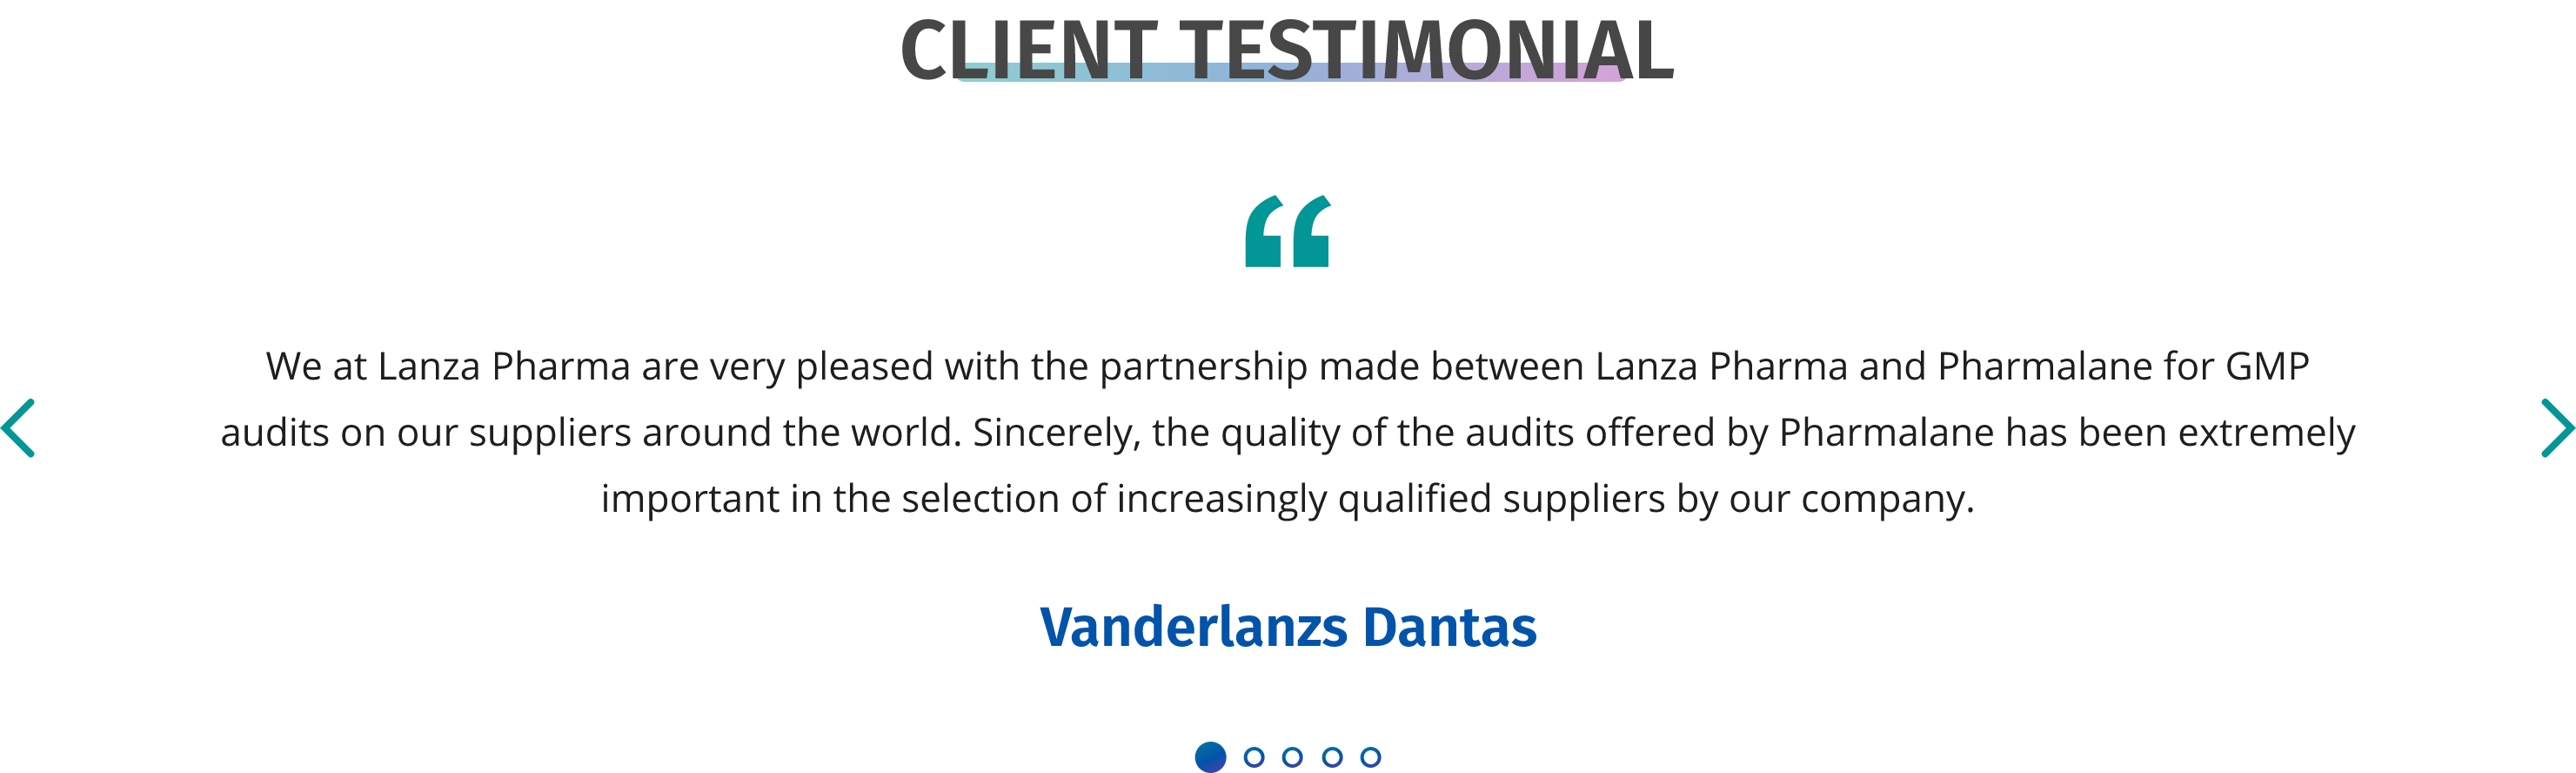 CLIENT TESTIMONIAL
“
We at Lanza Pharma are very pleased with the partnership made between Lanza Pharma and Pharmalane for GMP
audits on our suppliers around the world. Sincerely, the quality of the audits offered by Pharmalane has been extremely
important in the selection of increasingly qualified suppliers by our company.
Vanderlanzs Dantas